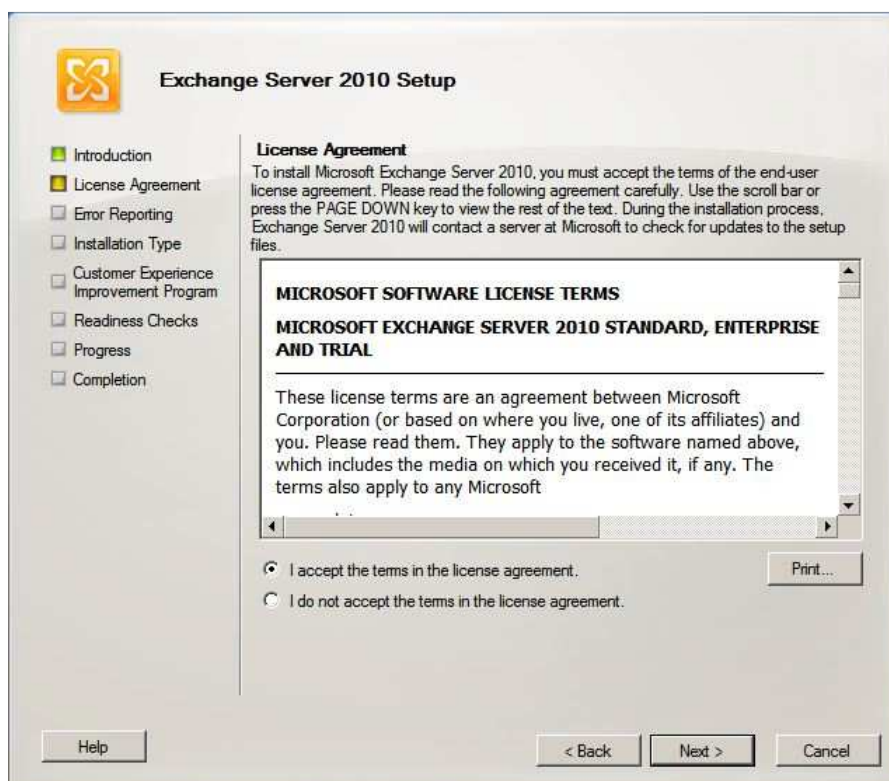 Exchange Server 2010 Setup
Introduction
License Agreement
Error Reporting
Installation Type
Customer Experience
Improvement Program
Readiness Checks
Progress
Completion
License Agreement
To install Microsoft Exchange Server 2010, you must accept the terms of the end-user
license agreement. Please read the following agreement carefully. Use the scroll bar or
press the PAGE DOWN key to view the rest of the text. During the installation process,
Exchange Server 2010 will contact a server at Microsoft to check for updates to the setup
files.
MICROSOFT SOFTWARE LICENSE TERMS
MICROSOFT EXCHANGE SERVER 2010 STANDARD, ENTERPRISE
AND TRIAL
These license terms are an agreement between Microsoft
Corporation (or based on where you live, one of its affiliates) and
you. Please read them. They apply to the software named above,
which includes the media on which you received it, if any. The
terms also apply to any Microsoft
I accept the terms in the license agreement.
Print...
I do not accept the terms in the license agreement.
Help
< Back
Next >
Cancel